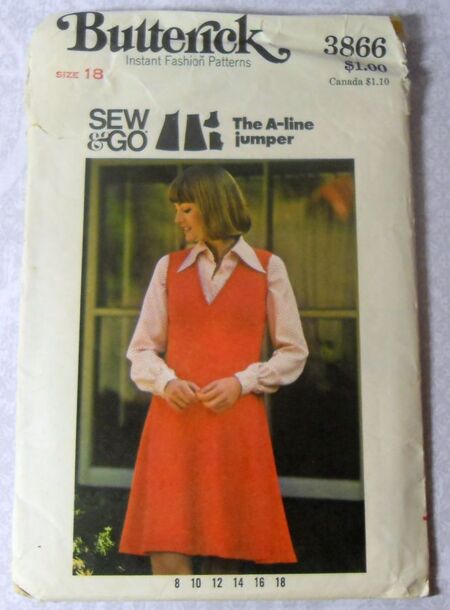 Butterick
3866
Instant Fashion Patterns
$1.00
SIZE 18
Canada $1.10
SEW
&GO
The A-line
jumper
8 10 12 14 16 18